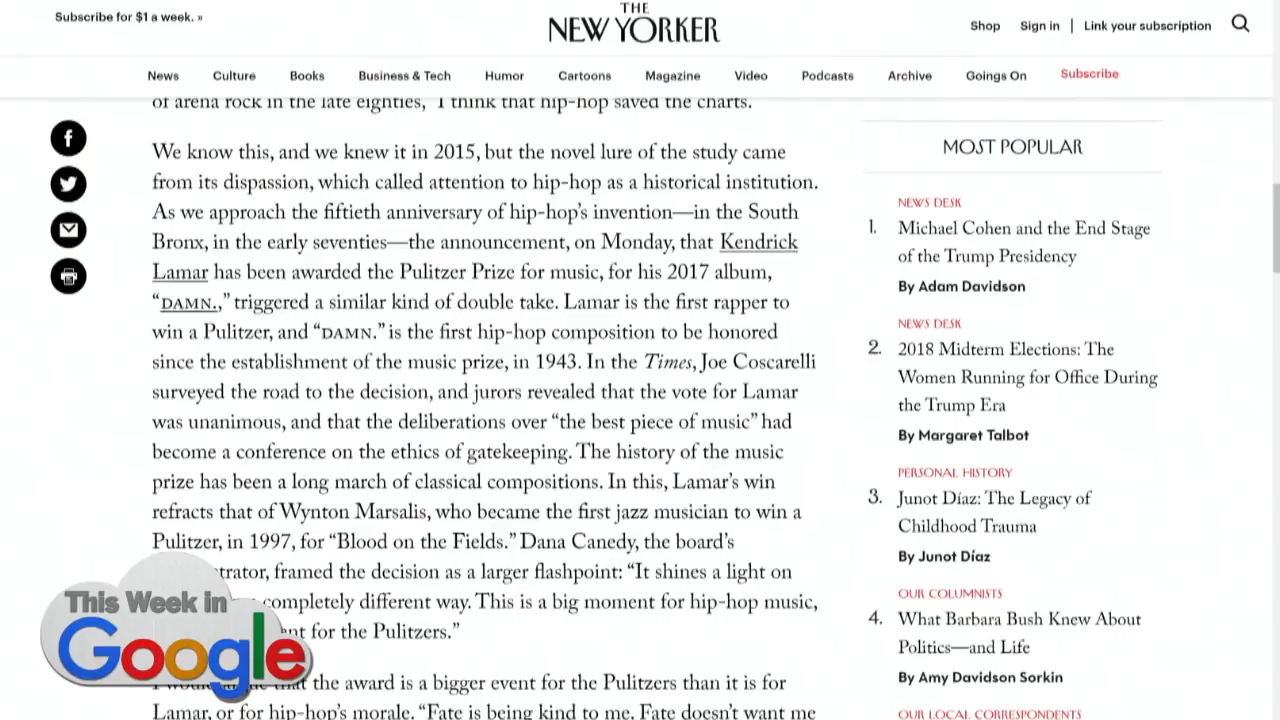 Subscribe for $1 a week. »
THE
NEW YORKER
Shop Sign in | Link your subscription
News Culture Books Business & Tech Humor Cartoons Magazine Video Podcasts Archive Goings On Subscribe
of arena rock in the late eighties, "I think that hip-hop saved the charts.
We know this, and we knew it in 2015, but the novel lure of the study came
from its dispassion, which called attention to hip-hop as a historical institution.
As we approach the fiftieth anniversary of hip-hop's invention—in the South
Bronx, in the early seventies—the announcement, on Monday, that Kendrick
Lamar has been awarded the Pulitzer Prize for music, for his 2017 album,
“DAMN.,” triggered a similar kind of double take. Lamar is the first rapper to
win a Pulitzer, and “DAMN.” is the first hip-hop composition to be honored
since the establishment of the music prize, in 1943. In the Times, Joe Coscarelli
surveyed the road to the decision, and jurors revealed that the vote for Lamar
was unanimous, and that the deliberations over “the best piece of music” had
become a conference on the ethics of gatekeeping. The history of the music
prize has been a long march of classical compositions. In this, Lamar's win
refracts that of Wynton Marsalis, who became the first jazz musician to win a
Pulitzer, in 1997, for “Blood on the Fields.” Dana Canedy, the board's
trator, framed the decision as a larger flashpoint: “It shines a light on
completely different way. This is a big moment for hip-hop music,
nt for the Pulitzers.”
that the award is a bigger event for the Pulitzers than it is for
Lamar, or for hip-hop's morale. “Fate is being kind to me. Fate doesn't want me
MOST POPULAR
NEWS DESK
1. Michael Cohen and the End Stage
of the Trump Presidency
By Adam Davidson
NEWS DESK
2. 2018 Midterm Elections: The
Women Running for Office During
the Trump Era
By Margaret Talbot
PERSONAL HISTORY
3. Junot Díaz: The Legacy of
Childhood Trauma
By Junot Díaz
OUR COLUMNISTS
4. What Barbara Bush Knew About
Politics—and Life
By Amy Davidson Sorkin
OUR LOCAL CORRESPONDENTS
This Week in
Google